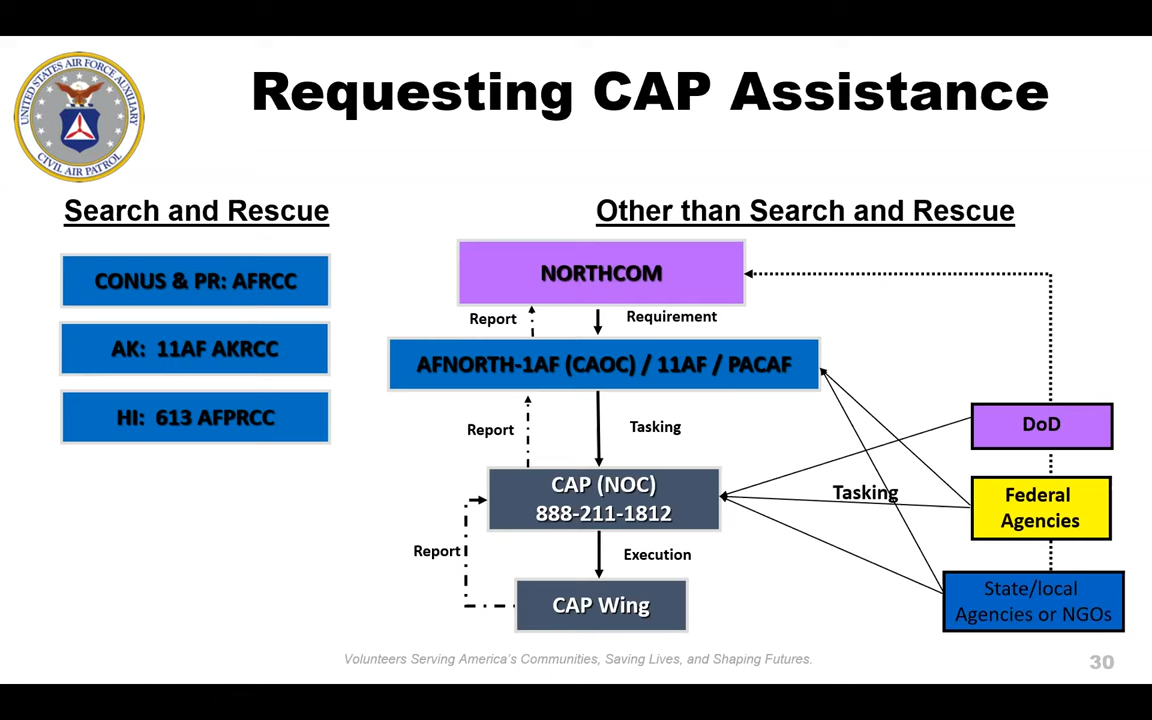 Requesting CAP Assistance
UNITED STATES AIR FORCE AUXILIARY
CIVIL AIR PATROL
Search and Rescue
CONUS & PR: AFRCC
AK: 11AF AKRCC
HI: 613 AFPRCC
Other than Search and Rescue
NORTHCOM
Report
Requirement
AFNORTH-1AF (CAOC) / 11AF / PACAF
Report
Tasking
CAP (NOC)
888-211-1812
Report
Execution
CAP Wing
Tasking
DoD
Federal
Agencies
State/local
Agencies or NGOs
Volunteers Serving America's Communities, Saving Lives, and Shaping Futures.
30